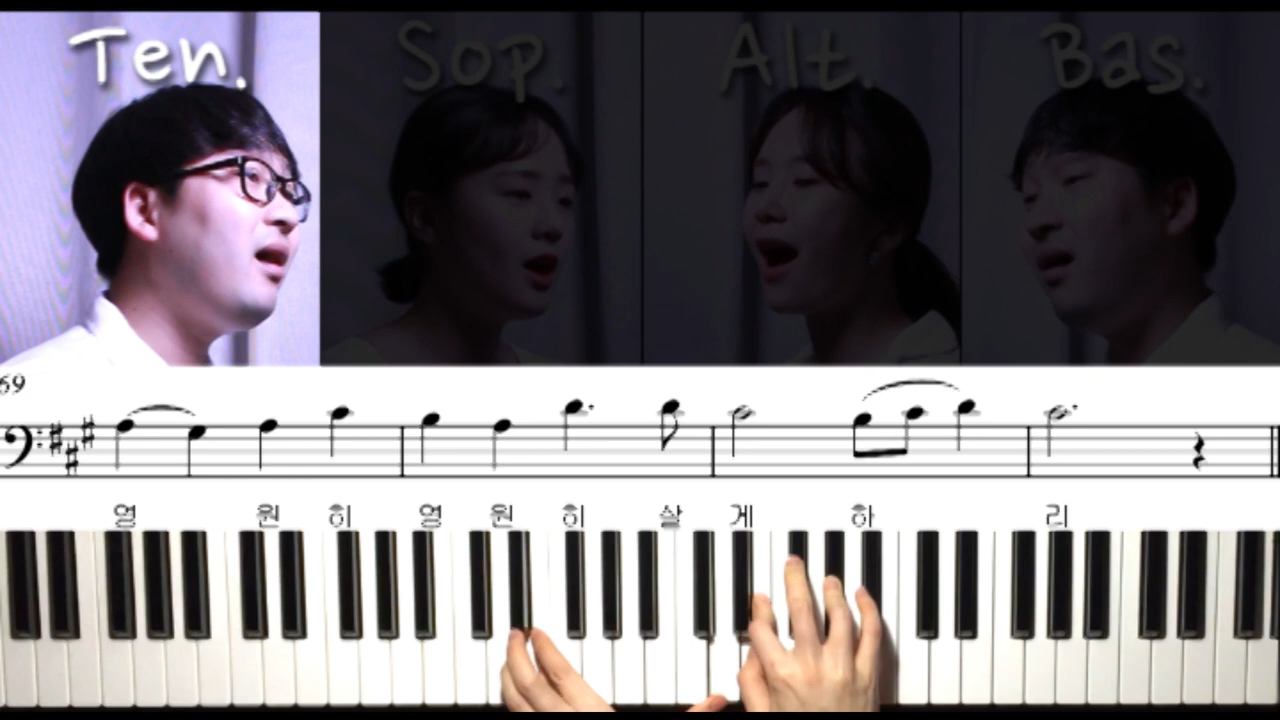 Ten. Sop. Alt. Bas.
69
영 원 히 영 원 히 살 게 하 리